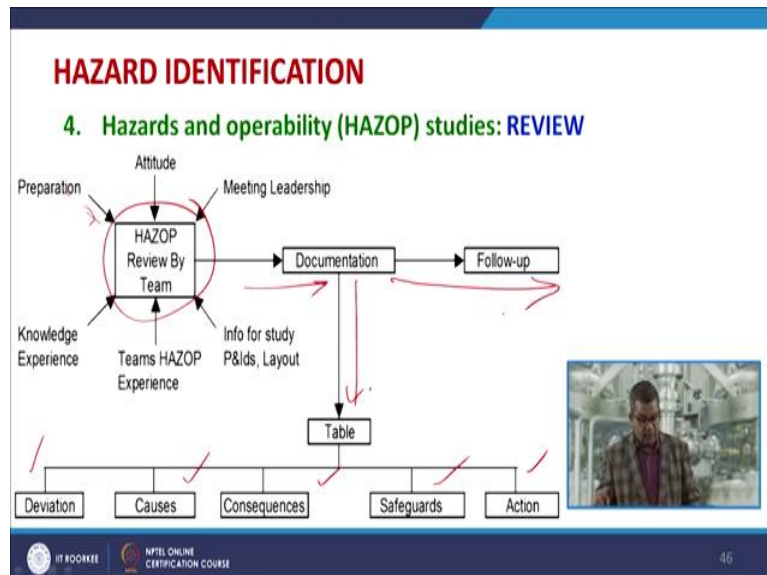 HAZARD IDENTIFICATION
4. Hazards and operability (HAZOP) studies: REVIEW
Attitude
Preparation
Meeting Leadership
HAZOP
Review By
Team
Documentation
Follow-up
Knowledge
Experience
Teams HAZOP
Experience
Info for study
P&Ids, Layout
Table
Deviation
Causes
Consequences
Safeguards
Action
IIT ROORKEE
NPTEL ONLINE
CERTIFICATION COURSE
46